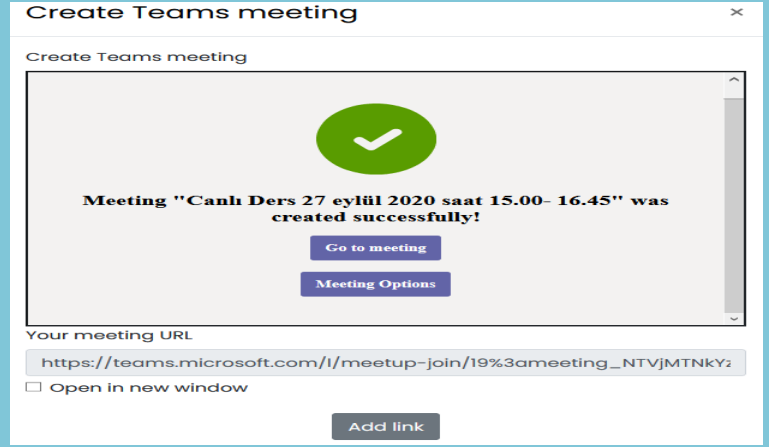 Create Teams meeting
×
Create Teams meeting
Meeting "Canlı Ders 27 eylül 2020 saat 15.00- 16.45" was
created successfully!
Go to meeting
Meeting Options
Your meeting URL
https://teams.microsoft.com/l/meetup-join/19%3ameeting_NTVjMTNkYz
Open in new window
Add link